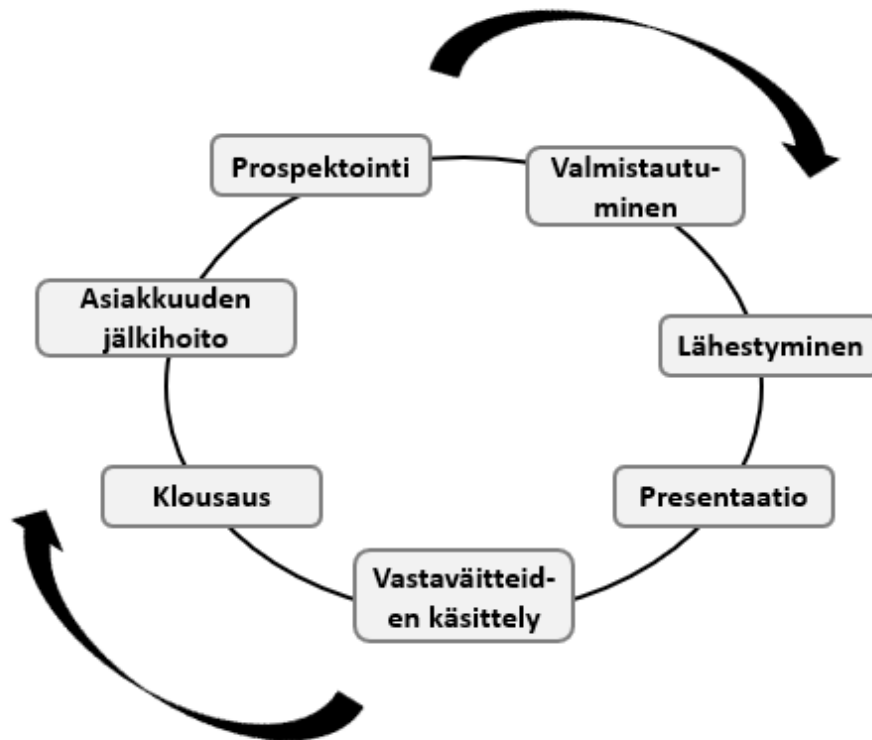 Prospektointi
Valmistautu-
minen
Lähestyminen
Presentaatio
Vastaväitteid-
en käsittely
Klousaus
Asiakkuuden
jälkihoito